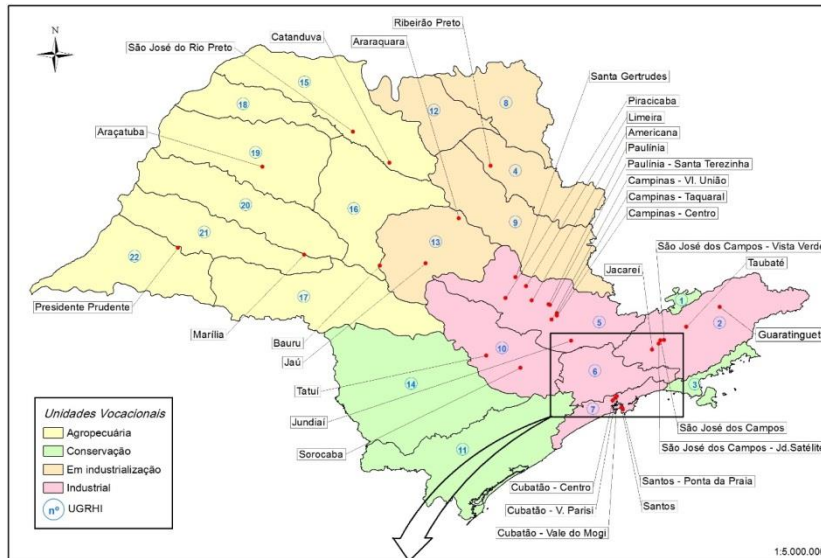 N
Ribeirão Preto
Catanduva
São José do Rio Preto
Araraquara
Santa Gertrudes
Piracicaba
Limeira
Americana
Paulínia
Paulínia - Santa Terezinha
Campinas - Vl. União
Campinas - Taquaral
Campinas - Centro
São José dos Campos - Vista Verde
Jacareí
Taubaté
Araçatuba
15
18
12
8
19
4
20
16
9
21
13
22
17
Presidente Prudente
Marília
Bauru
Jaú
1
2
Guaratinguet
5
10
6
3
14
7
11
Tatuí
Jundiaí
Sorocaba
São José dos Campos
São José dos Campos - Jd.Satélite
Santos - Ponta da Praia
Santos
Cubatão - Centro
Cubatão - V. Parisi
Cubatão - Vale do Mogi
Unidades Vocacionais
Agropecuária
Conservação
Em industrialização
Industrial
nº UGRHI
1:5.000.00